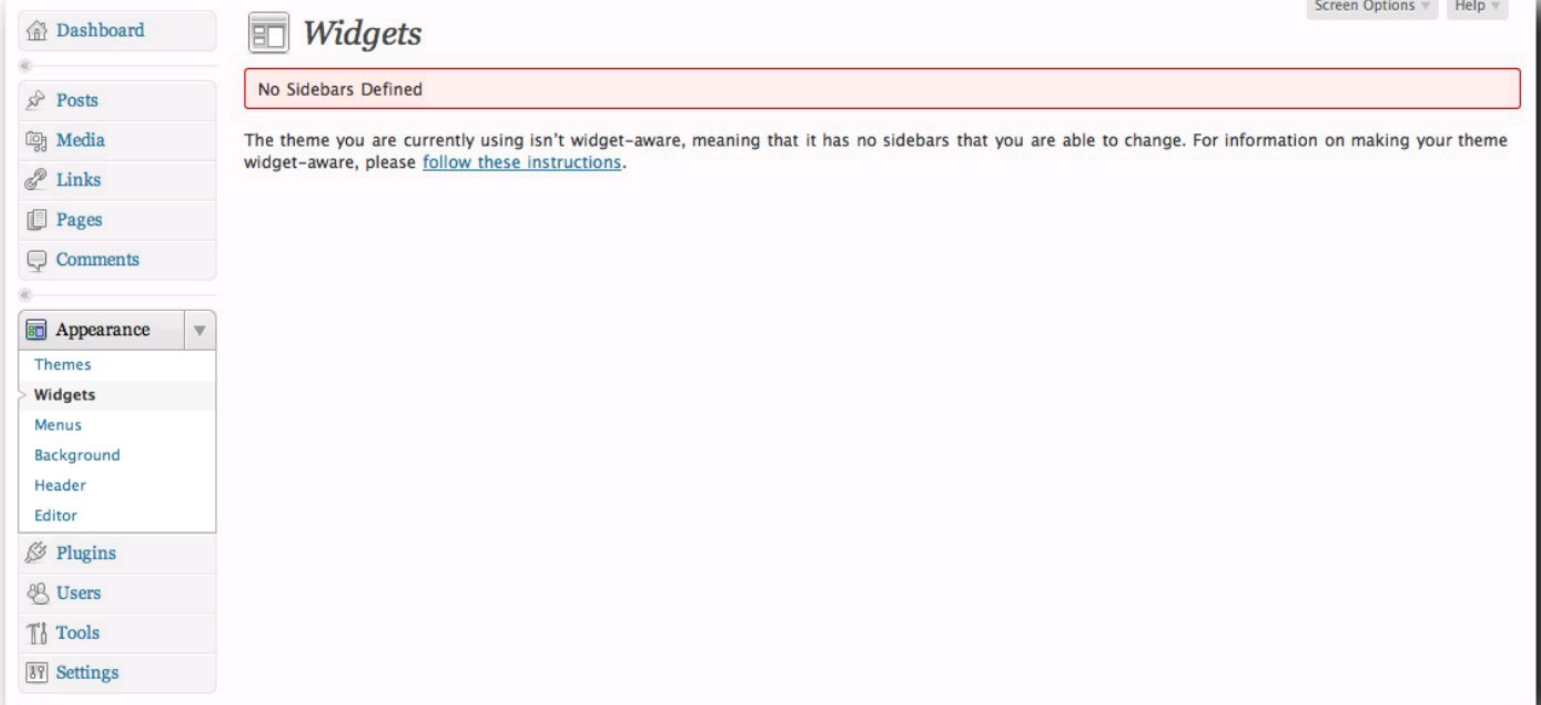 Screen Options
Help
Dashboard
Widgets
No Sidebars Defined
Posts
The theme you are currently using isn't widget-aware, meaning that it has no sidebars that you are able to change. For information on making your theme
widget-aware, please follow these instructions.
Media
Links
Pages
Comments
Appearance
Themes
Widgets
Menus
Background
Header
Editor
Plugins
Users
Tools
Settings